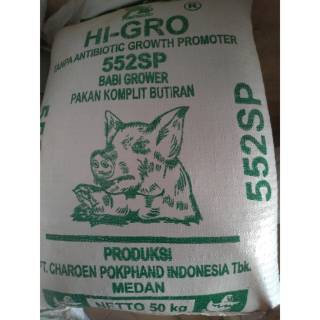 HI-GRO ®
TANPA ANTIBIOTIC GROWTH PROMOTER
552SP
BABI GROWER
PAKAN KOMPLIT BUTIRAN
552SP
PRODUKSI
PT. CHAROEN POKPHAND INDONESIA Tbk.
MEDAN
NETTO 50 kg